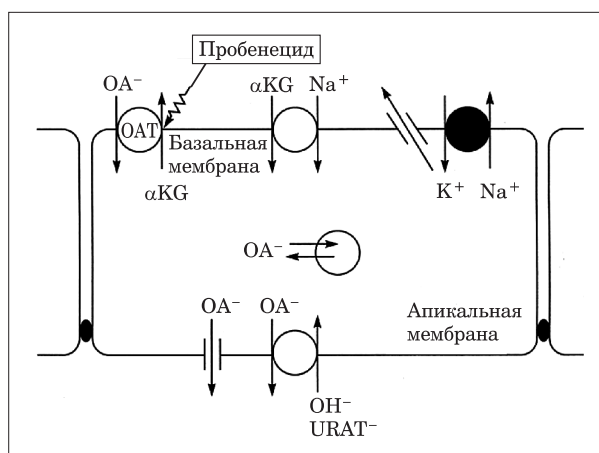 Пробенецид
OA⁻
αKG Na⁺
OAT
Базальная
мембрана
αKG
K⁺ Na⁺
OA⁻
OA⁻ OA⁻
Апикальная
мембрана
OH⁻
URAT⁻